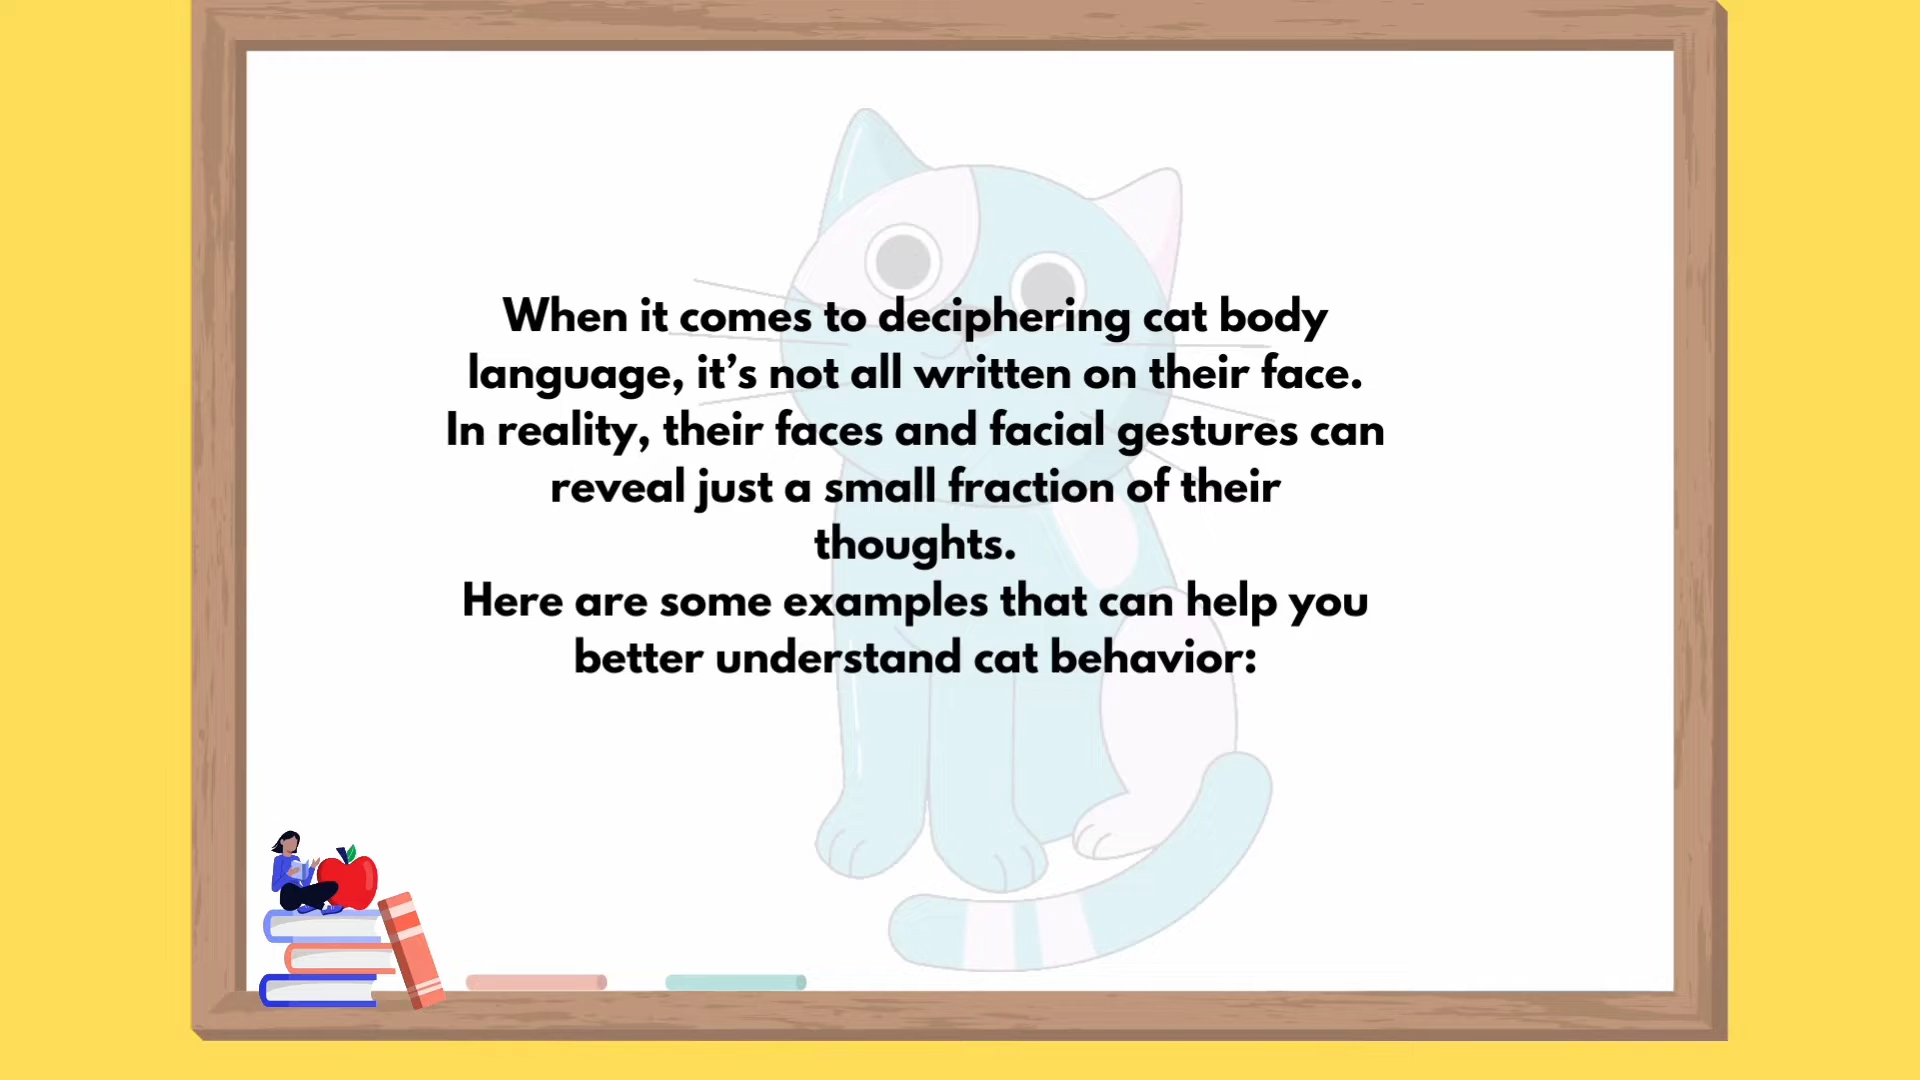 When it comes to deciphering cat body
language, it’s not all written on their face.
In reality, their faces and facial gestures can
reveal just a small fraction of their
thoughts.
Here are some examples that can help you
better understand cat behavior: